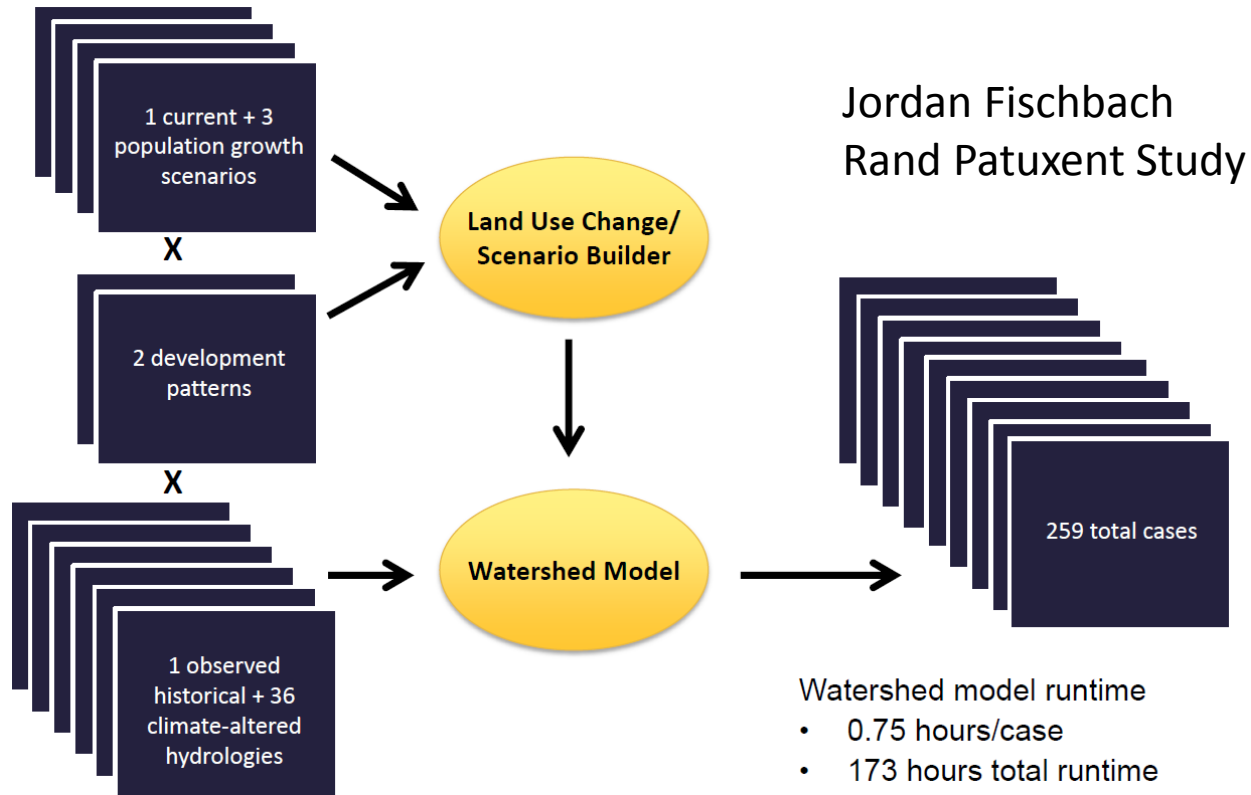 Jordan Fischbach
Rand Patuxent Study
1 current + 3
population growth
scenarios
X
2 development
patterns
X
1 observed
historical + 36
climate-altered
hydrologies
Land Use Change/
Scenario Builder
Watershed Model
259 total cases
Watershed model runtime
• 0.75 hours/case
• 173 hours total runtime